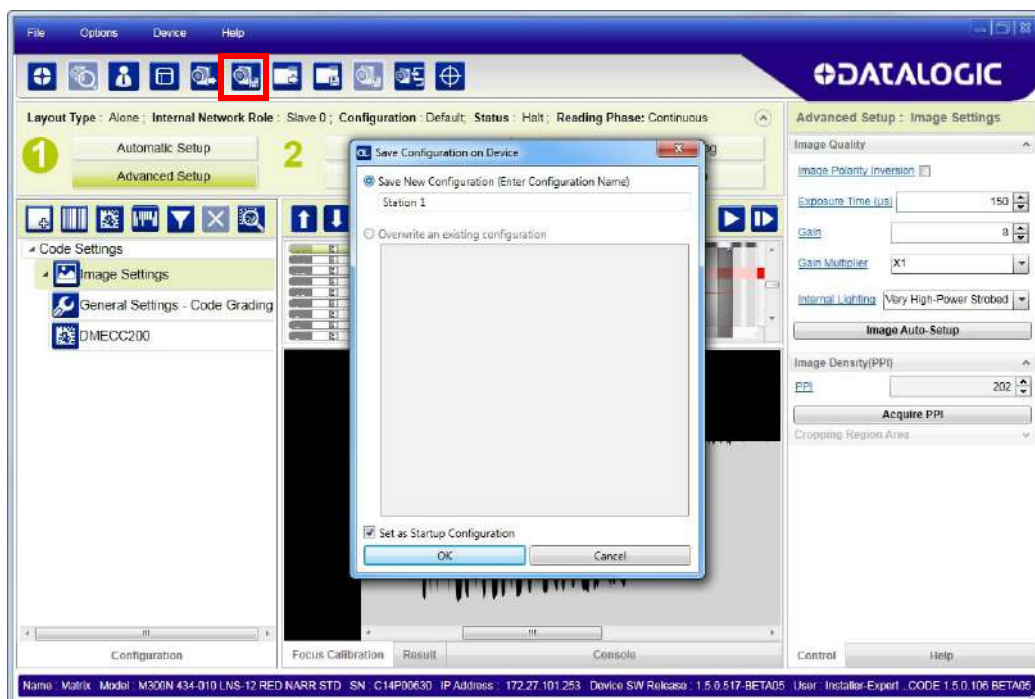 File Options Device Help
DATALOGIC
Layout Type : Alone ; Internal Network Role : Slave 0 ; Configuration : Default; Status : Halt ; Reading Phase: Continuous
1
Automatic Setup
Advanced Setup
2
Save Configuration on Device
Save New Configuration (Enter Configuration Name)
Station 1
Overwrite an existing configuration
Set as Startup Configuration
OK Cancel
Code Settings
Image Settings
General Settings - Code Grading
DMECC200
Configuration
Focus Calibration Result Console
Advanced Setup : Image Settings
Image Quality
Image Polarity Inversion
Exposure Time (µs) 150
Gain 8
Gain Multiplier X1
Internal Lighting Very High-Power Strobed
Image Auto-Setup
Image Density(PPI)
PPI 202
Acquire PPI
Cropping Region Area
Control Help
Name : Matrix Model : M300N 434-010 LNS-12 RED NARR STD SN : C14P00630 IP Address : 172.27.101.253 Device SW Release : 1.5.0.517-BETA05 User : Installer-Expert ..CODE 1.5.0.106 BETA05